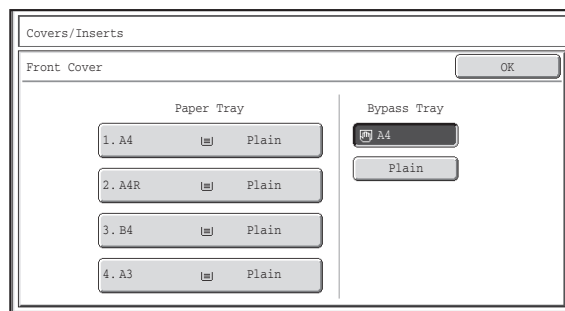 Covers/Inserts
Front Cover
OK
Paper Tray
1. A4 Plain
2. A4R Plain
3. B4 Plain
4. A3 Plain
Bypass Tray
A4
Plain